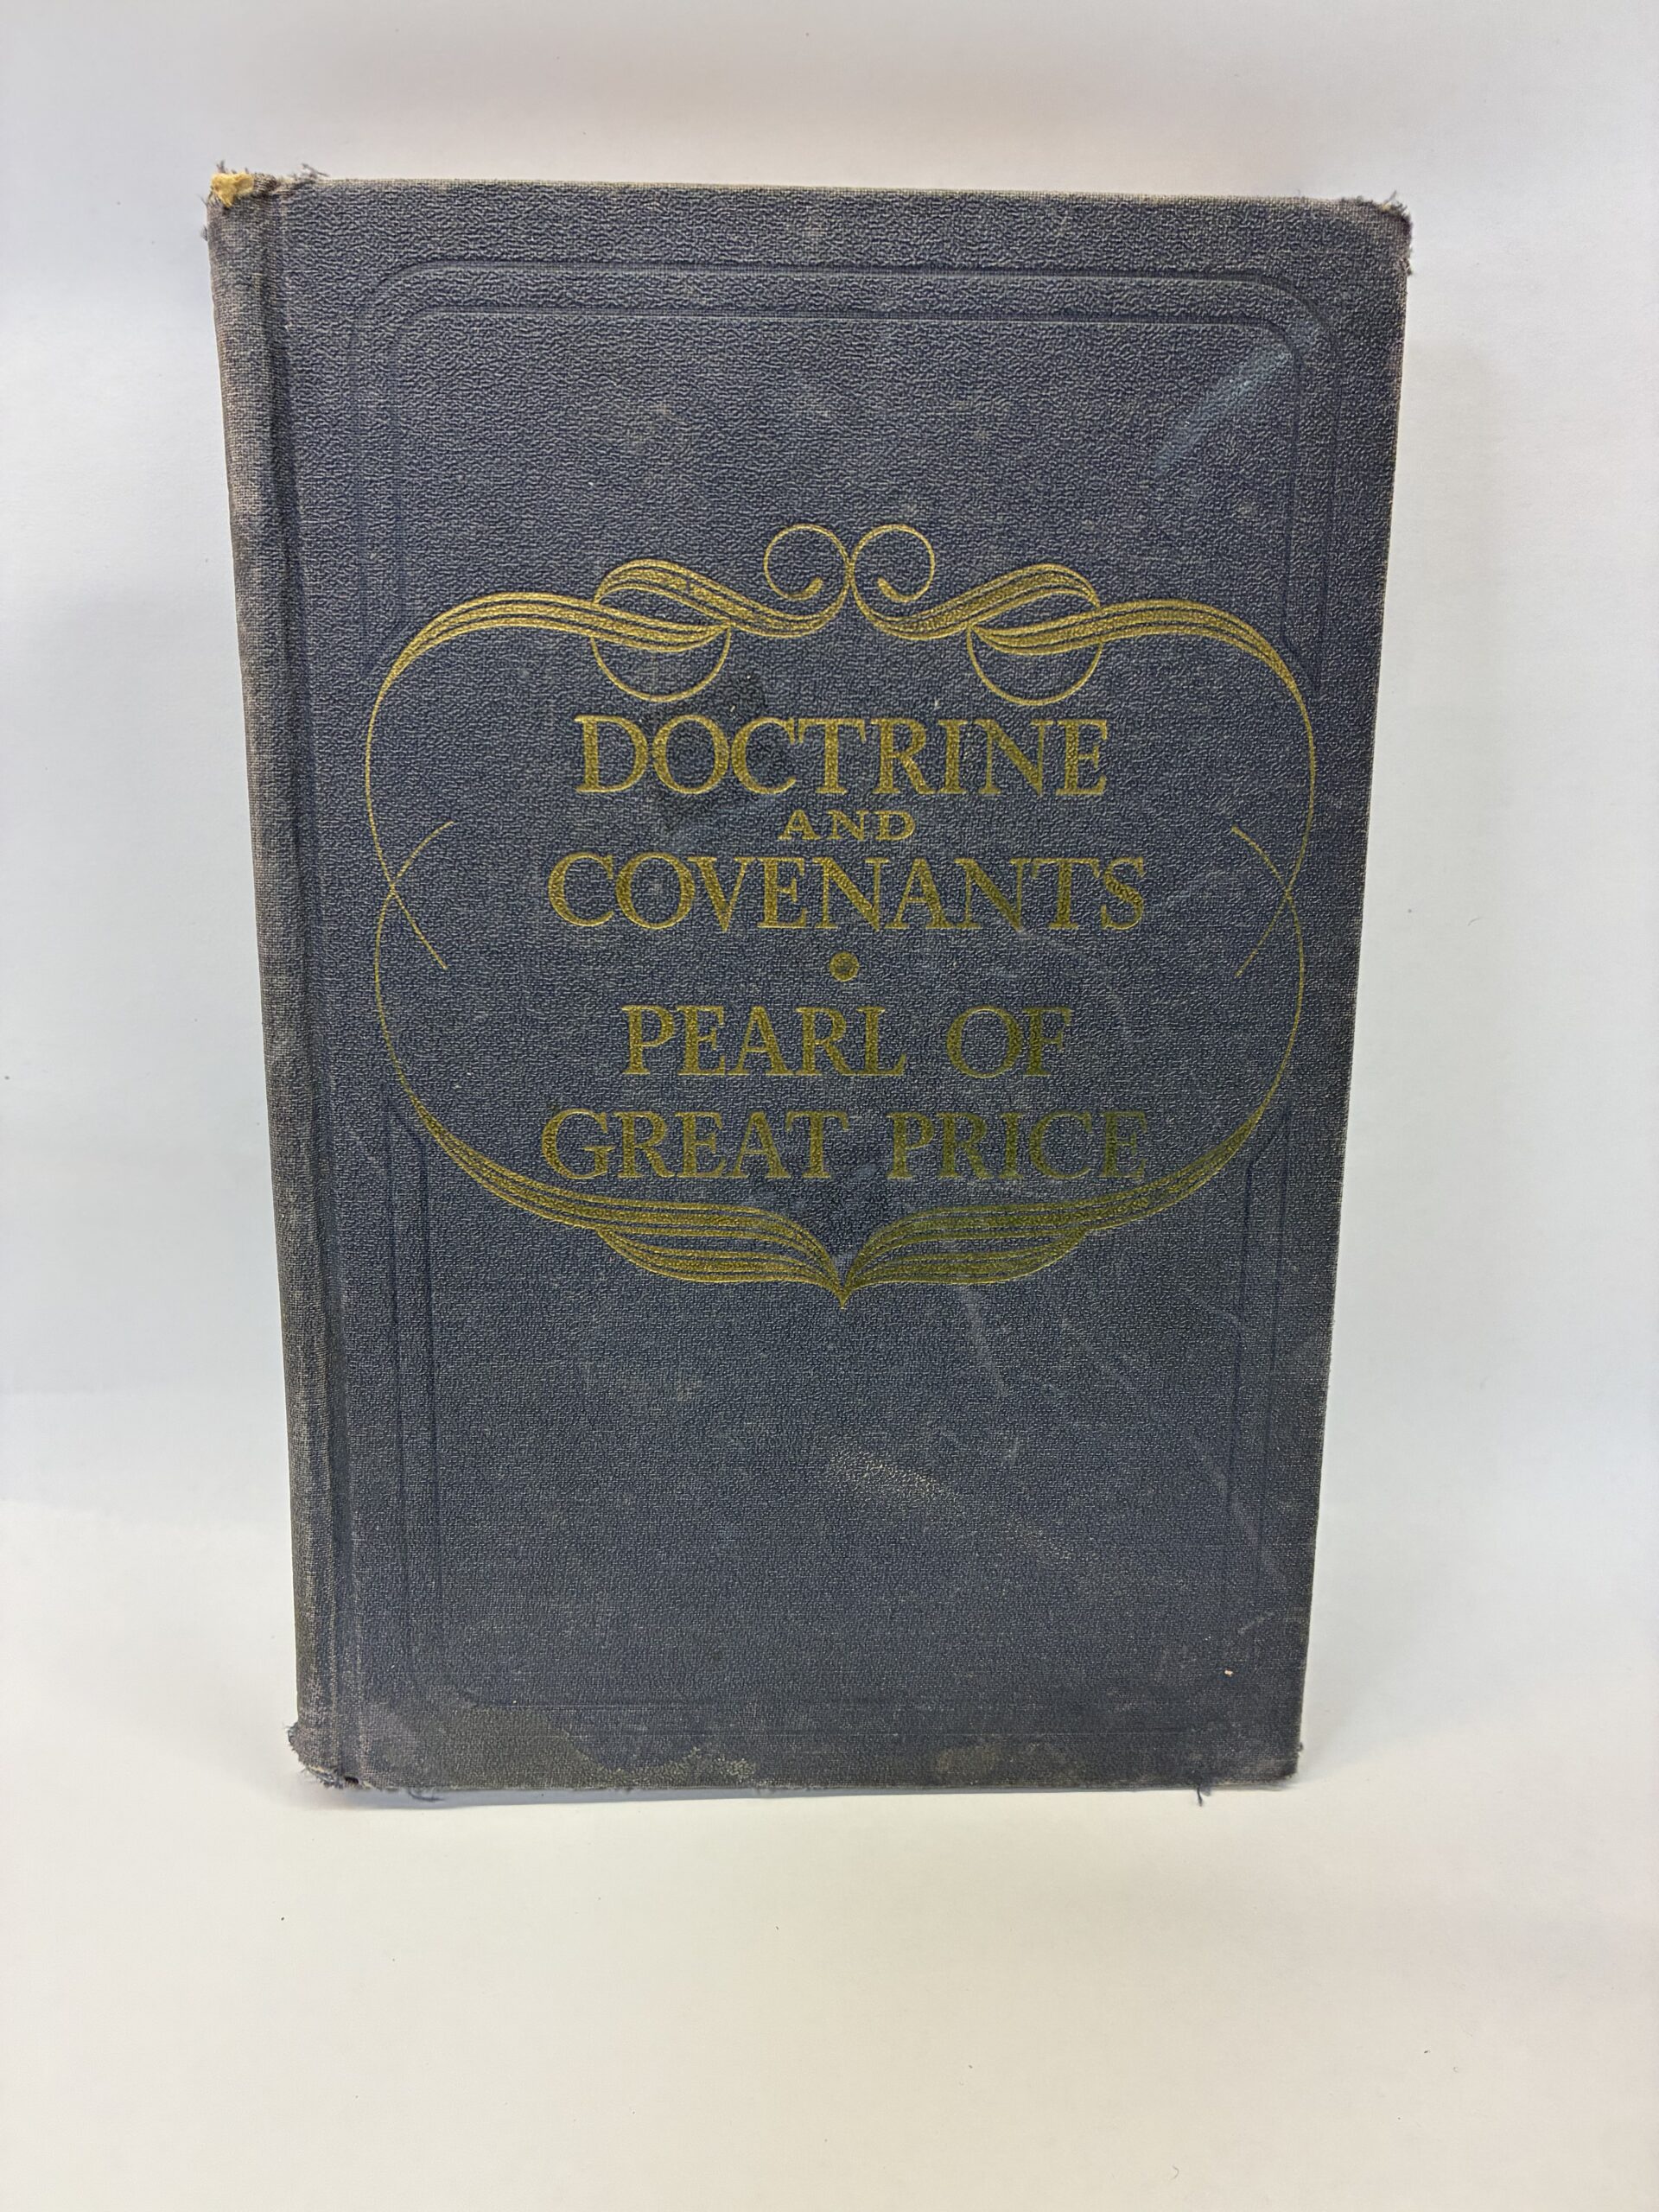 DOCTRINE
AND
COVENANTS
•
PEARL OF
GREAT PRICE